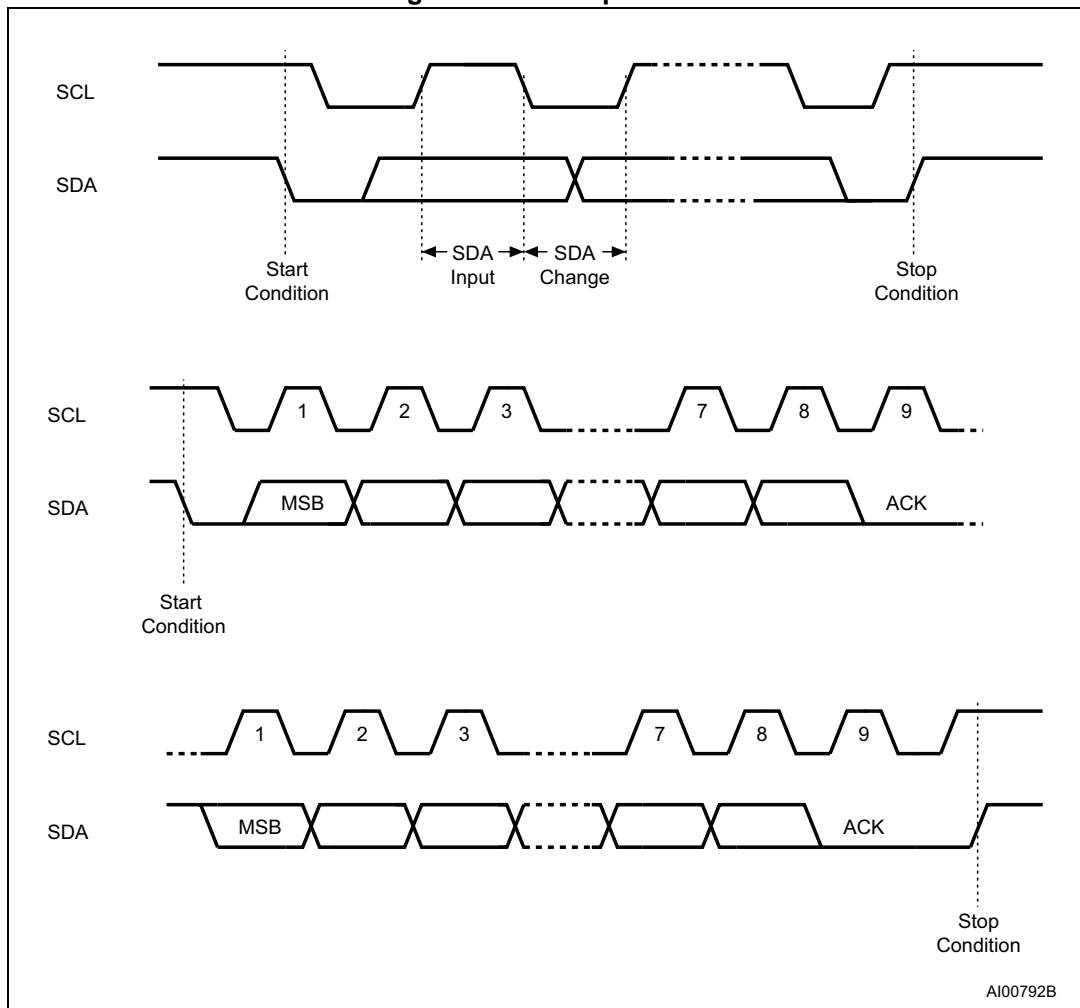 SCL
SDA
SDA Input
SDA Change
Start Condition
Stop Condition
SCL
1 2 3 7 8 9
SDA
MSB
ACK
Start Condition
SCL
1 2 3 7 8 9
SDA
MSB
ACK
Stop Condition
AI00792B